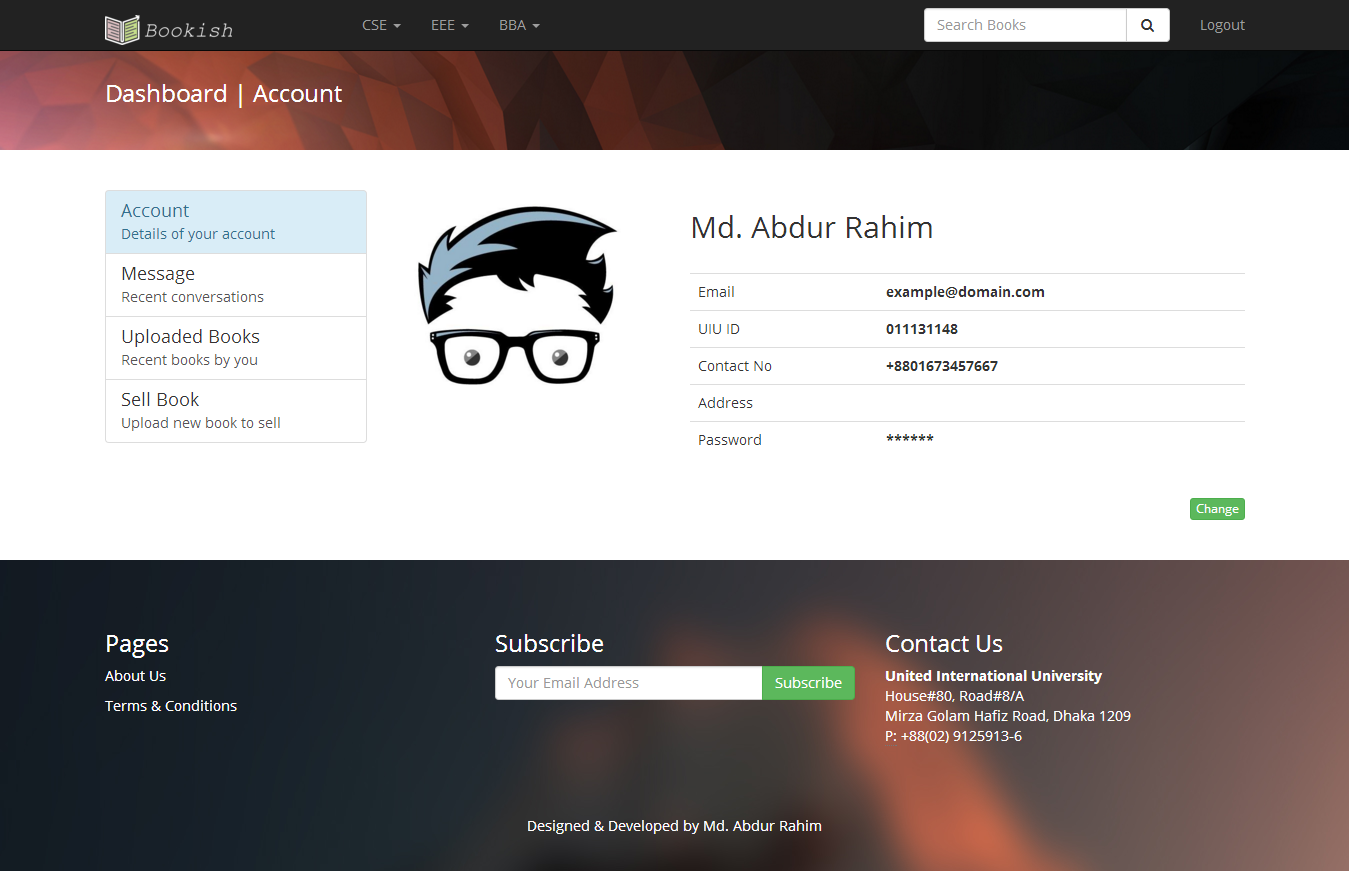 Bookish
CSE
EEE
BBA
Search Books
Logout
Dashboard | Account
Account
Details of your account
Message
Recent conversations
Uploaded Books
Recent books by you
Sell Book
Upload new book to sell
Md. Abdur Rahim
Email example@domain.com
UIU ID 011131148
Contact No +8801673457667
Address
Password ******
Change
Pages
About Us
Terms & Conditions
Subscribe
Your Email Address Subscribe
Contact Us
United International University
House#80, Road#8/A
Mirza Golam Hafiz Road, Dhaka 1209
P: +88(02) 9125913-6
Designed & Developed by Md. Abdur Rahim